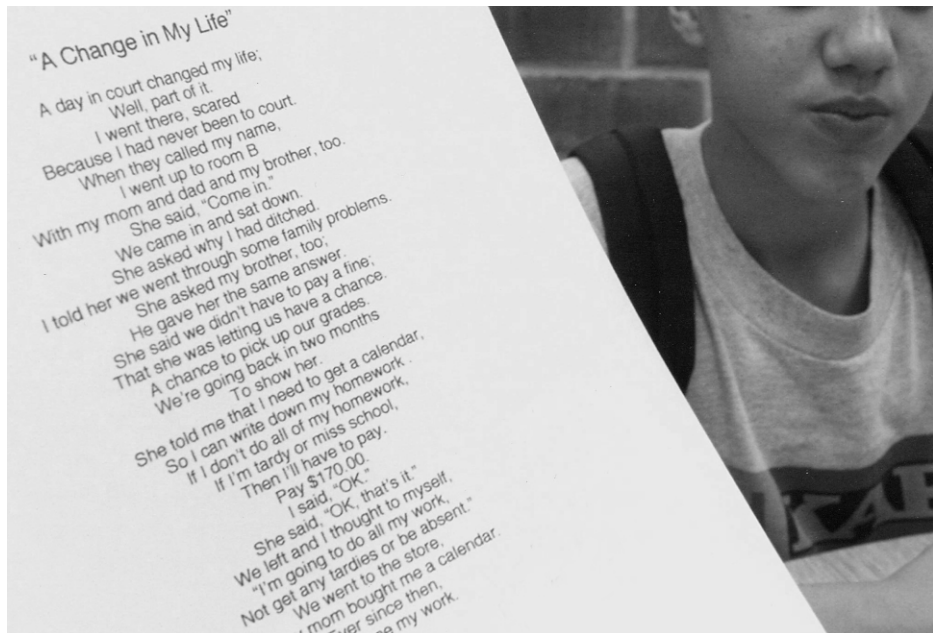 “A Change in My Life”
A day in court changed my life;
Well, part of it.
I went there, scared
Because I had never been to court.
When they called my name,
I went up to room B
With my mom and dad and my brother, too.
She said, “Come in.”
We came in and sat down.
She asked why I had ditched.
I told her we went through some family problems.
She asked my brother, too;
He gave her the same answer.
She said we didn’t have to pay a fine;
That she was letting us have a chance.
A chance to pick up our grades.
We’re going back in two months
To show her.
She told me that I need to get a calendar,
So I can write down my homework .
If I don’t do all of my homework,
If I’m tardy or miss school,
Then I’ll have to pay.
Pay $170.00.
I said, “OK.”
She said, “OK, that’s it.”
We left and I thought to myself,
“I’m going to do all my work,
Not get any tardies or be absent.”
We went to the store,
mom bought me a calendar.
Ever since then,
my work.